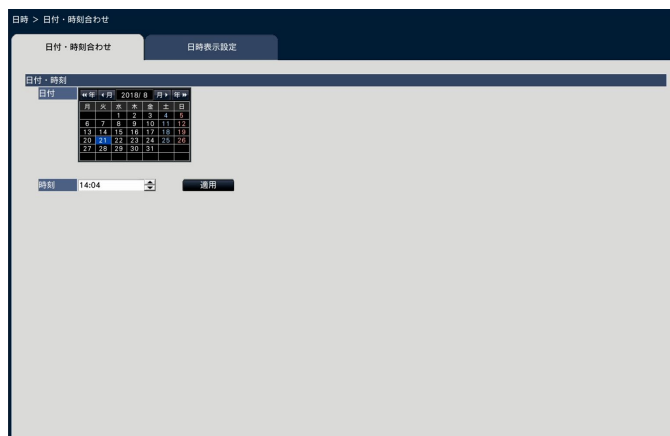 日時 > 日付・時刻合わせ
日付・時刻合わせ 日時表示設定
日付・時刻
日付 ◀◀年 ◀月 2018/ 8 月▶ 年▶▶
月 火 水 木 金 土 日
1 2 3 4 5
6 7 8 9 10 11 12
13 14 15 16 17 18 19
20 21 22 23 24 25 26
27 28 29 30 31
時刻 14:04 適用